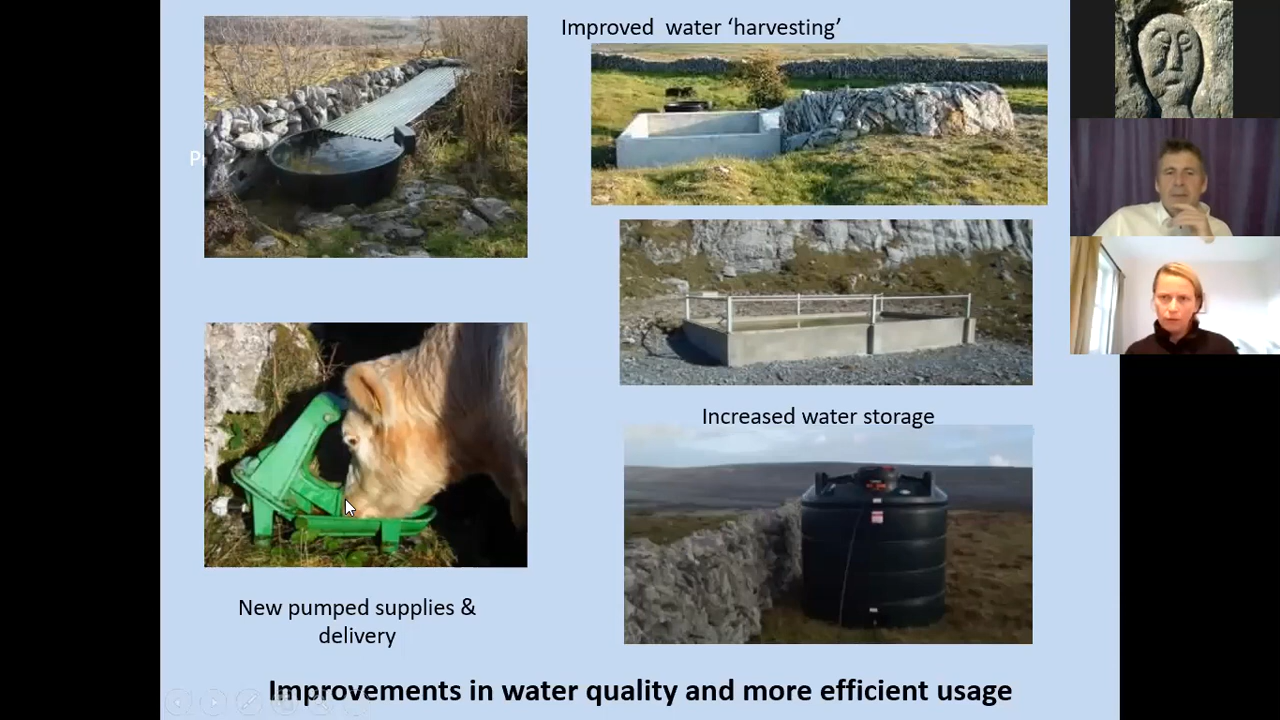 Improved water ‘harvesting’
P
Increased water storage
New pumped supplies &
delivery
Improvements in water quality and more efficient usage